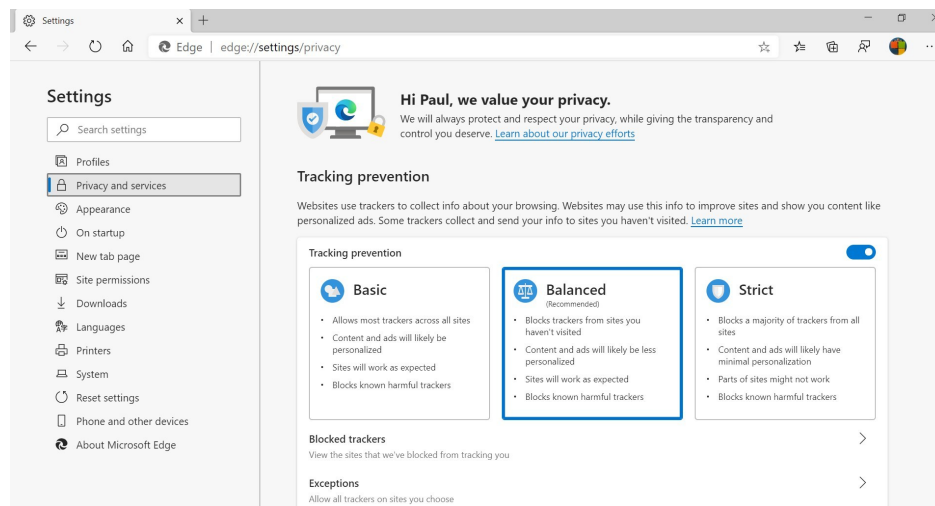 Settings
Edge | edge://settings/privacy
Settings
Search settings
Profiles
Privacy and services
Appearance
On startup
New tab page
Site permissions
Downloads
Languages
Printers
System
Reset settings
Phone and other devices
About Microsoft Edge
Hi Paul, we value your privacy.
We will always protect and respect your privacy, while giving the transparency and
control you deserve. Learn about our privacy efforts
Tracking prevention
Websites use trackers to collect info about your browsing. Websites may use this info to improve sites and show you content like
personalized ads. Some trackers collect and send your info to sites you haven't visited. Learn more
Tracking prevention
Basic
• Allows most trackers across all sites
• Content and ads will likely be
personalized
• Sites will work as expected
• Blocks known harmful trackers
Balanced
(Recommended)
• Blocks trackers from sites you
haven't visited
• Content and ads will likely be less
personalized
• Sites will work as expected
• Blocks known harmful trackers
Strict
• Blocks a majority of trackers from all
sites
• Content and ads will likely have
minimal personalization
• Parts of sites might not work
• Blocks known harmful trackers
Blocked trackers
View the sites that we've blocked from tracking you
Exceptions
Allow all trackers on sites you choose